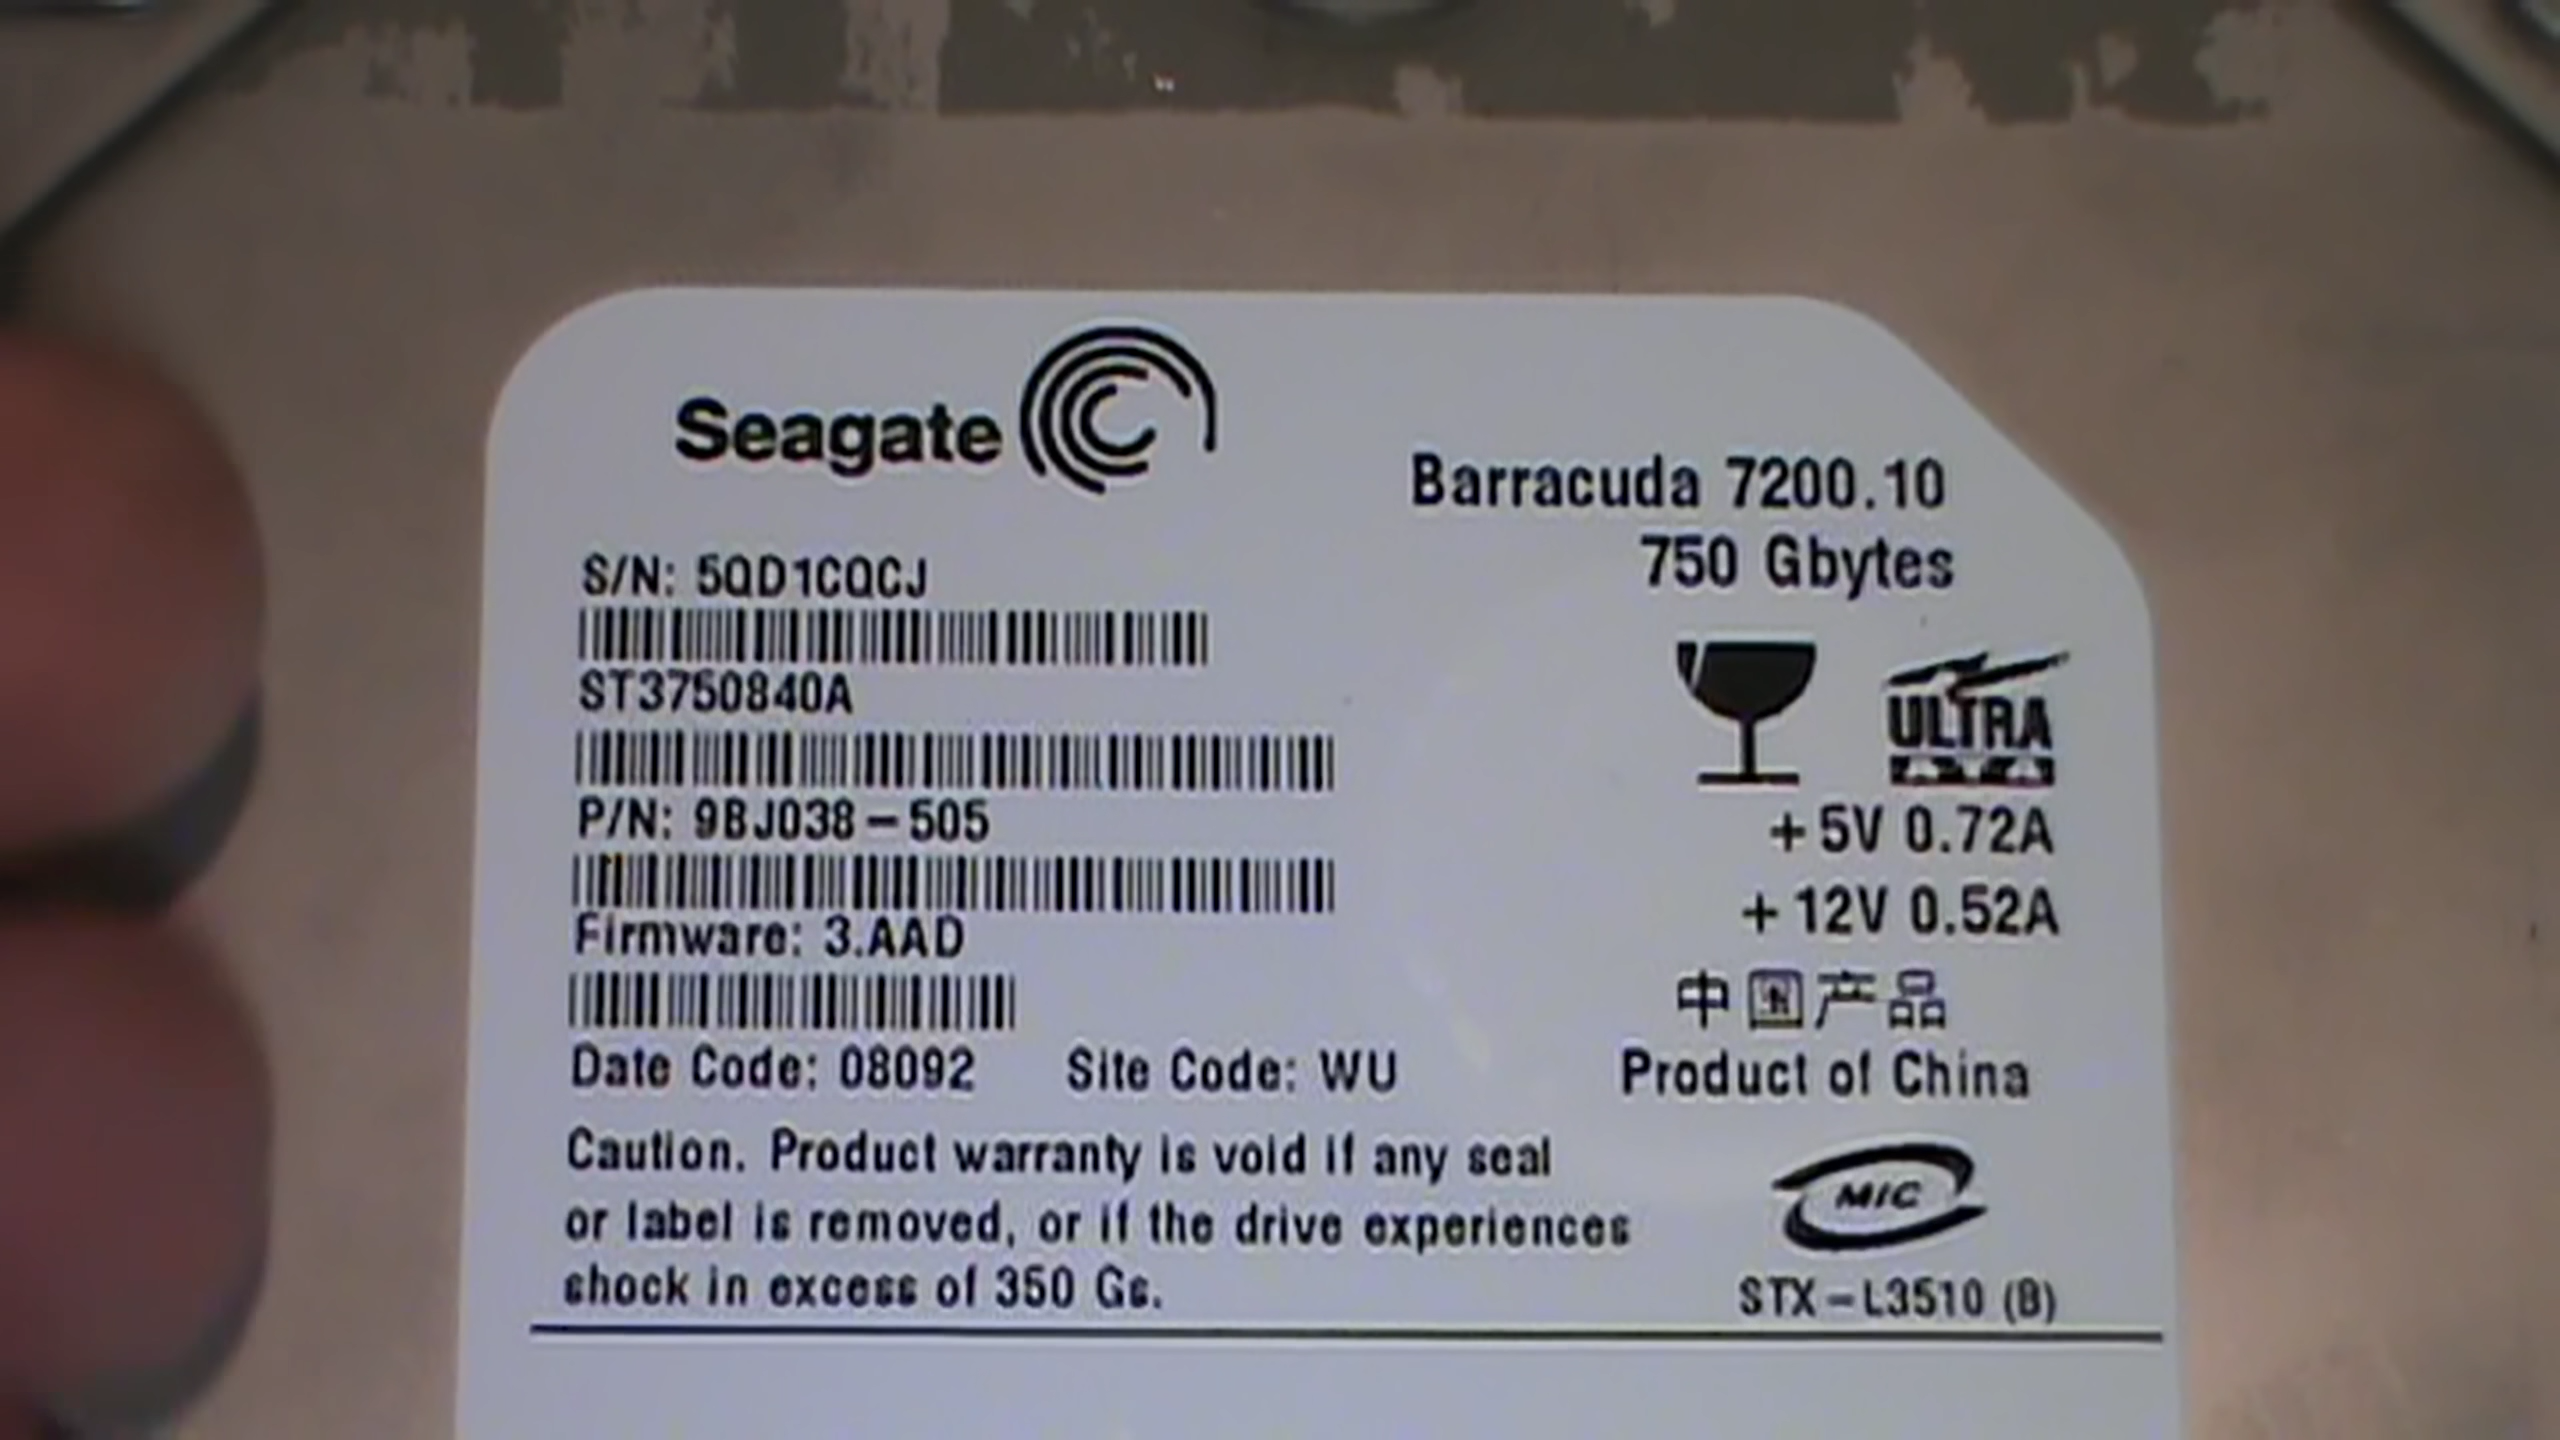 Seagate
Barracuda 7200.10
750 Gbytes
S/N: 5QD1CQCJ
ST3750840A
ULTRA
ATA
P/N: 9BJ038-505
+5V 0.72A
+12V 0.52A
Firmware: 3.AAD
中国产品
Date Code: 08092 Site Code: WU
Product of China
Caution. Product warranty is void if any seal
or label is removed, or if the drive experiences
shock in excess of 350 Gs.
MIC
STX-L3510 (B)